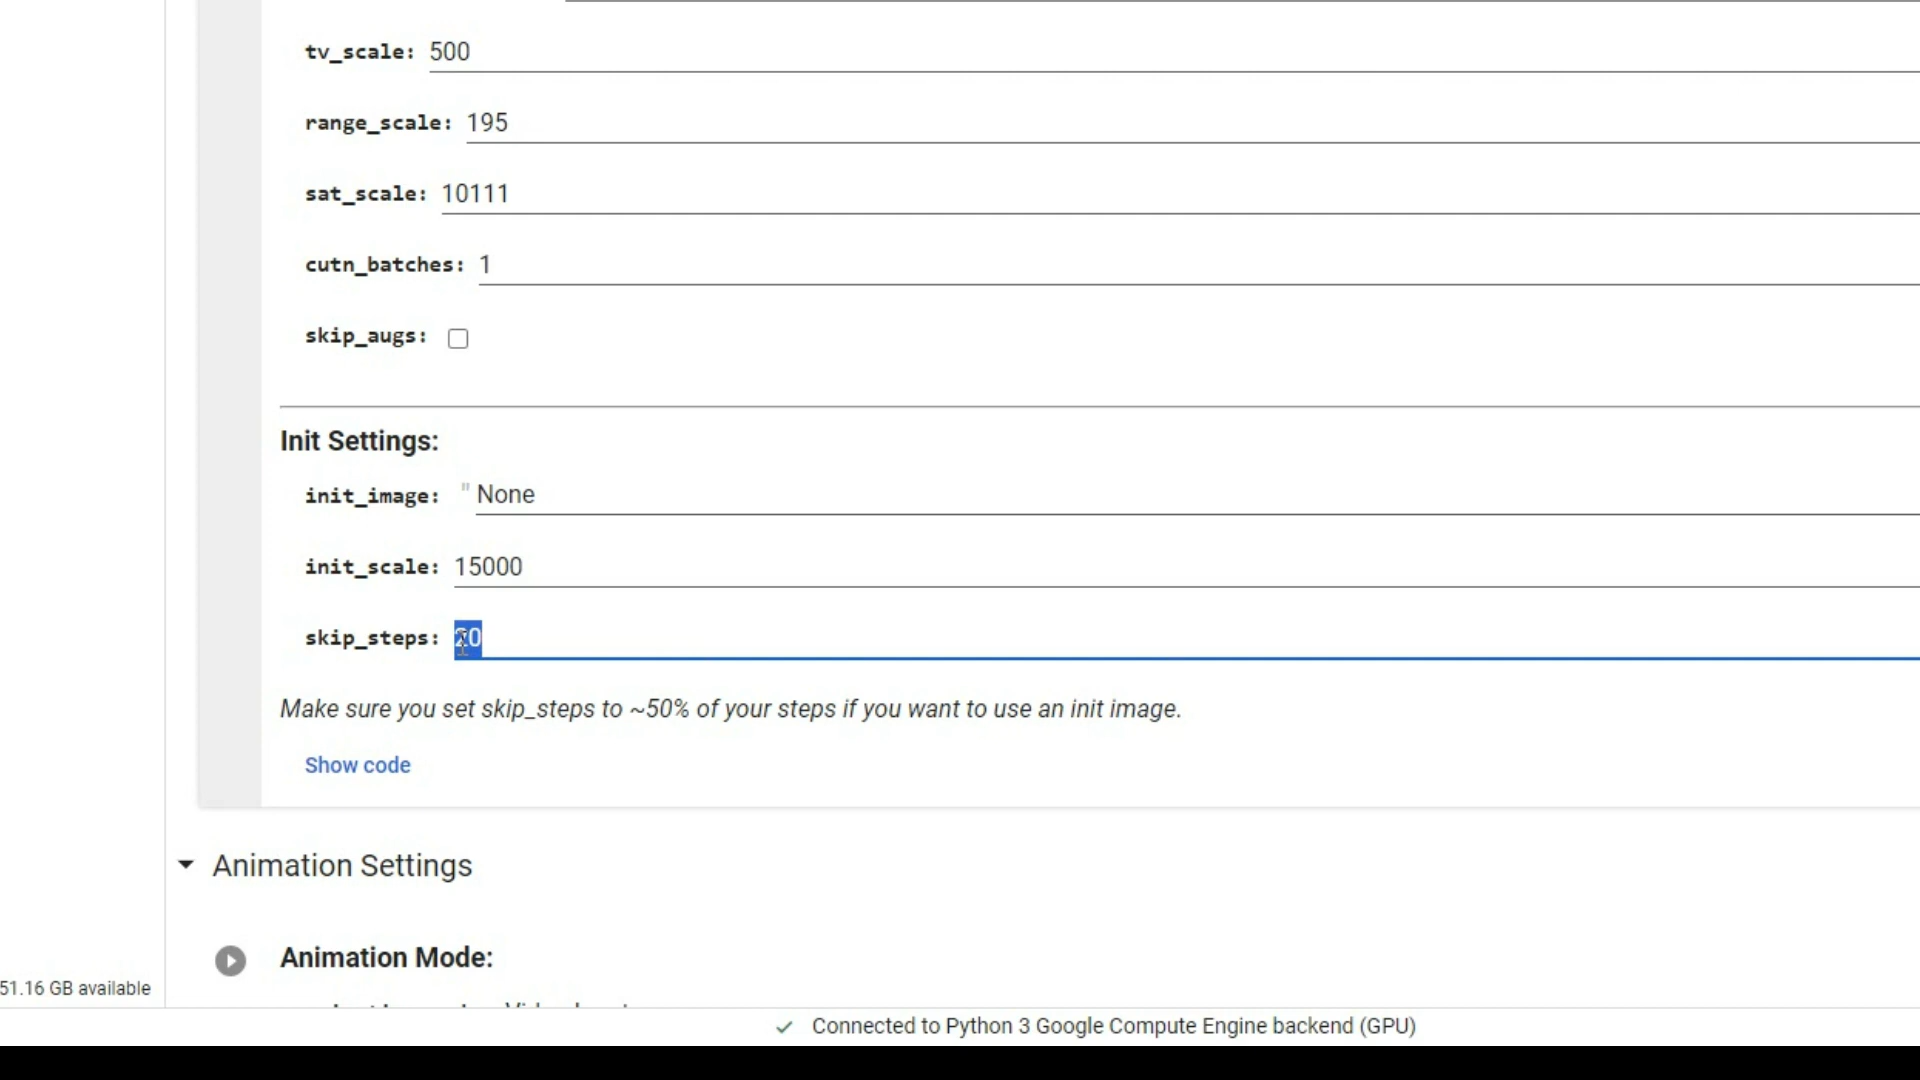 tv_scale: 500
range_scale: 195
sat_scale: 10111
cutn_batches: 1
skip_augs:
Init Settings:
init_image: " None
init_scale: 15000
skip_steps: 20
Make sure you set skip_steps to ~50% of your steps if you want to use an init image.
Show code
Animation Settings
Animation Mode:
51.16 GB available
Connected to Python 3 Google Compute Engine backend (GPU)